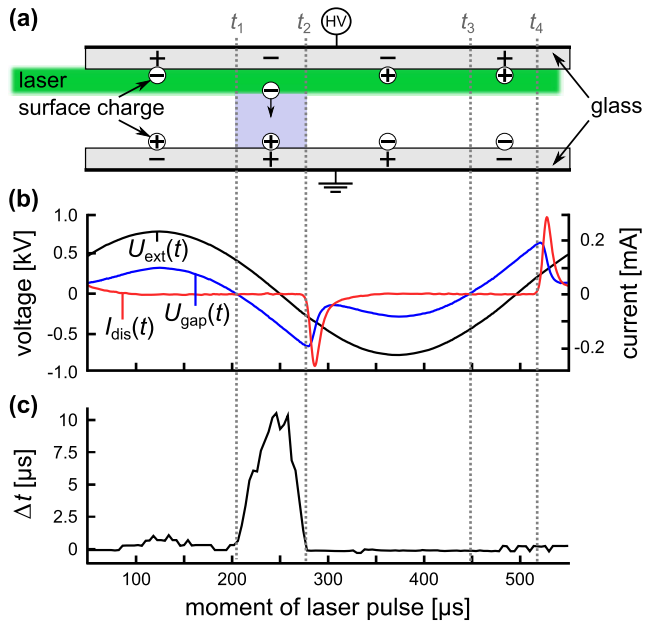 (a)
t1 t2 HV t3 t4
+ − − +
laser − + +
− glass
surface charge
+ + − −
− + + −
(b)
1.0
0.5
0
-0.5
-1.0
voltage [kV]
Uext(t)
Idis(t)
Ugap(t)
0.2
0
-0.2
current [mA]
(c)
10
7.5
5
2.5
0
Δt [µs]
100 200 300 400 500
moment of laser pulse [µs]